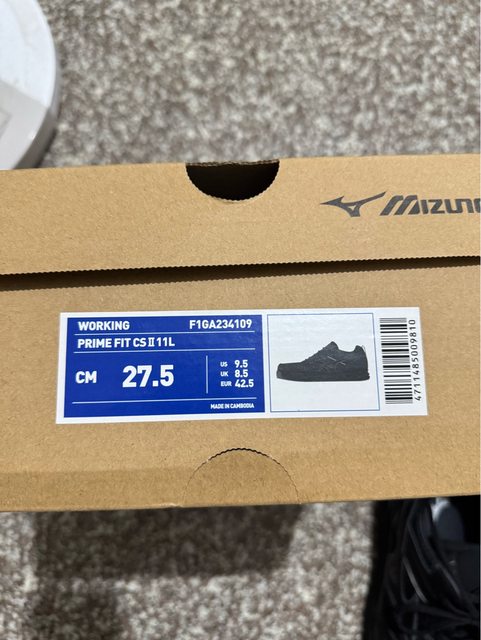 MIZUNO
WORKING F1GA234109
PRIME FIT CSⅡ11L
CM 27.5
US 9.5
UK 8.5
EUR 42.5
MADE IN CAMBODIA
4711485009810